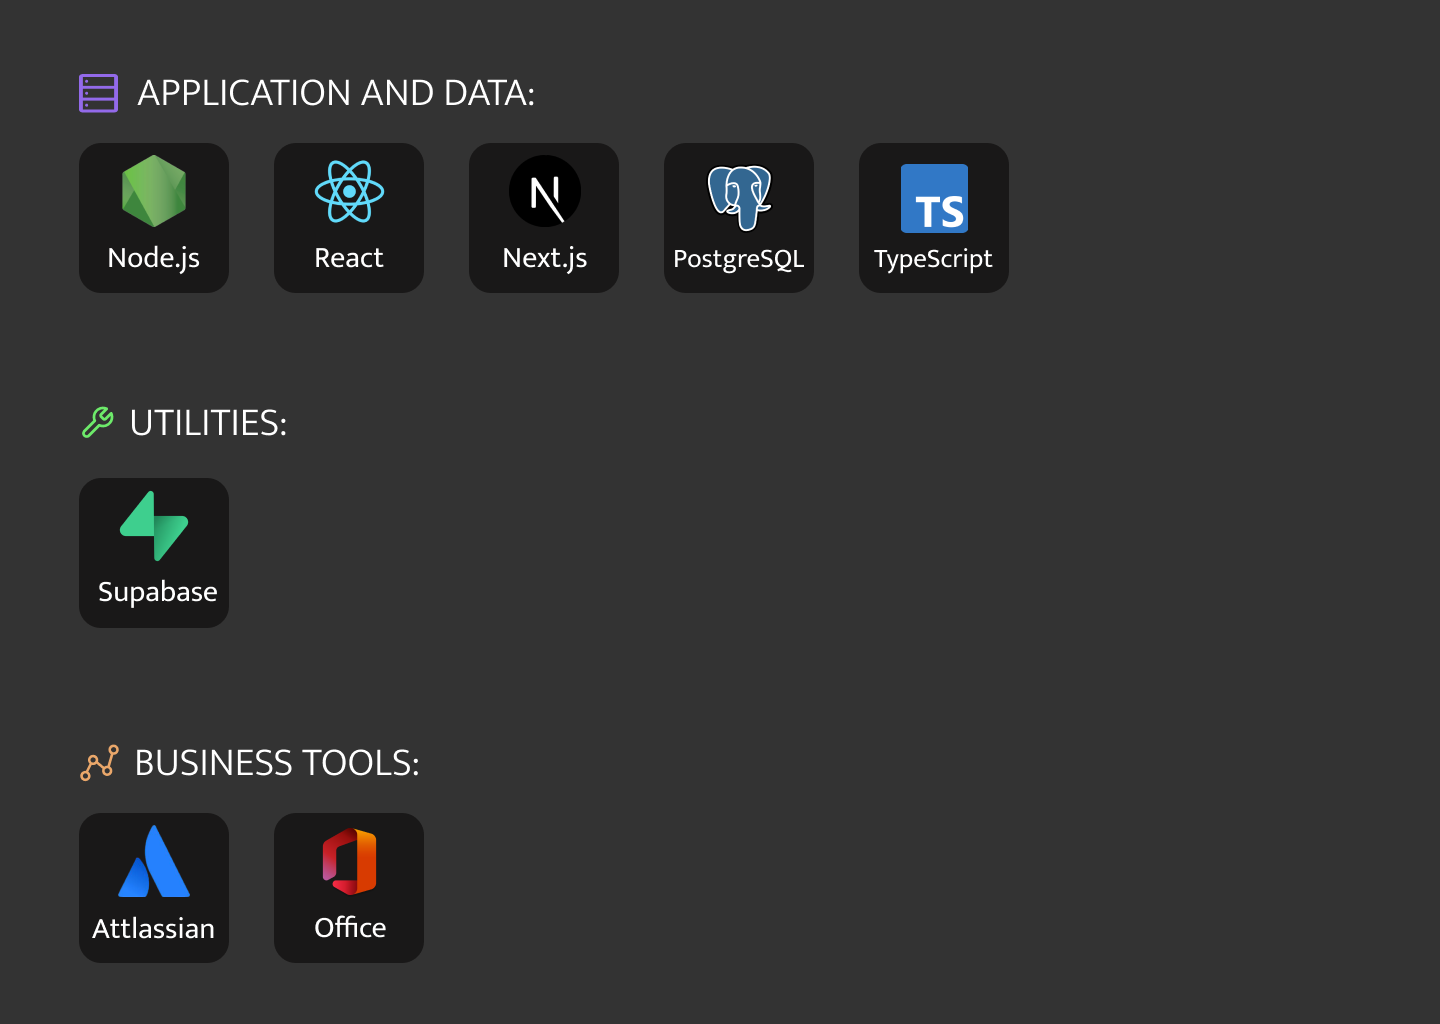 APPLICATION AND DATA:
Node.js
React
Next.js
PostgreSQL
TS
TypeScript
UTILITIES:
Supabase
BUSINESS TOOLS:
Attlassian
Office